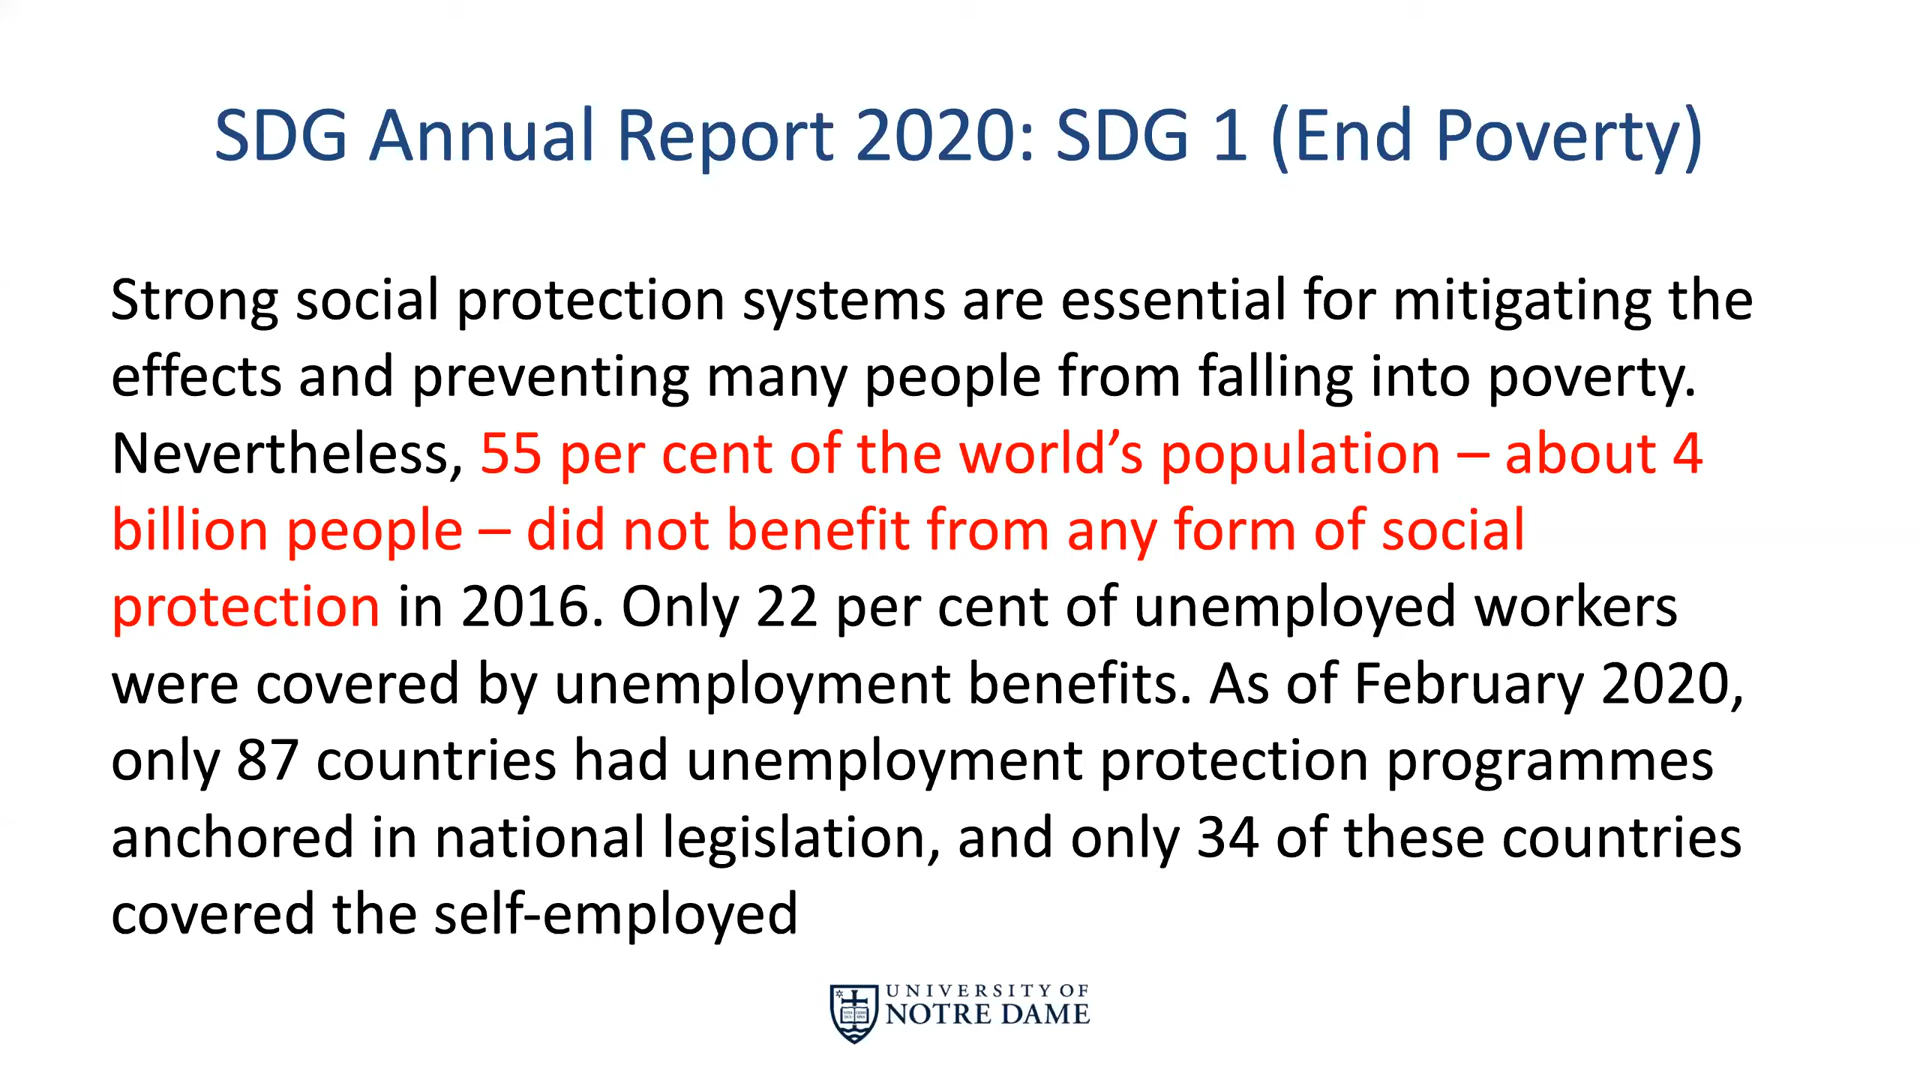 SDG Annual Report 2020: SDG 1 (End Poverty)
Strong social protection systems are essential for mitigating the
effects and preventing many people from falling into poverty.
Nevertheless, 55 per cent of the world’s population – about 4
billion people – did not benefit from any form of social
protection in 2016. Only 22 per cent of unemployed workers
were covered by unemployment benefits. As of February 2020,
only 87 countries had unemployment protection programmes
anchored in national legislation, and only 34 of these countries
covered the self-employed
UNIVERSITY OF
NOTRE DAME